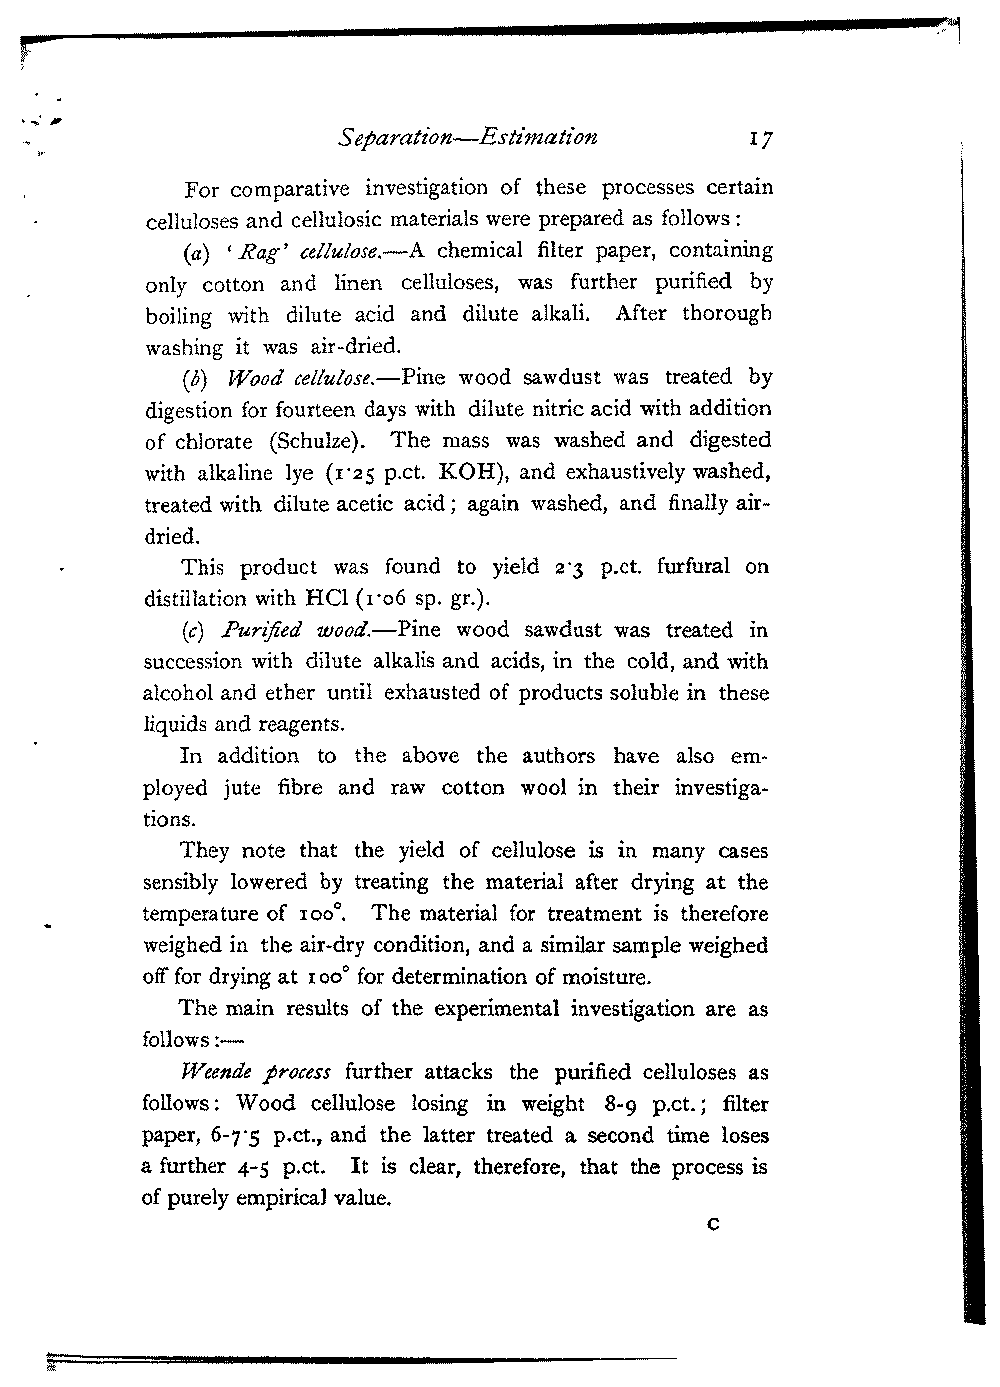 Separation—Estimation 17
For comparative investigation of these processes certain
celluloses and cellulosic materials were prepared as follows :
(a) ‘ Rag’ cellulose.—A chemical filter paper, containing
only cotton and linen celluloses, was further purified by
boiling with dilute acid and dilute alkali. After thorough
washing it was air-dried.
(b) Wood cellulose.—Pine wood sawdust was treated by
digestion for fourteen days with dilute nitric acid with addition
of chlorate (Schulze). The mass was washed and digested
with alkaline lye (1·25 p.ct. KOH), and exhaustively washed,
treated with dilute acetic acid ; again washed, and finally air-
dried.
This product was found to yield 2·3 p.ct. furfural on
distillation with HCl (1·06 sp. gr.).
(c) Purified wood.—Pine wood sawdust was treated in
succession with dilute alkalis and acids, in the cold, and with
alcohol and ether until exhausted of products soluble in these
liquids and reagents.
In addition to the above the authors have also em-
ployed jute fibre and raw cotton wool in their investiga-
tions.
They note that the yield of cellulose is in many cases
sensibly lowered by treating the material after drying at the
temperature of 100°. The material for treatment is therefore
weighed in the air-dry condition, and a similar sample weighed
off for drying at 100° for determination of moisture.
The main results of the experimental investigation are as
follows :—
Weende process further attacks the purified celluloses as
follows : Wood cellulose losing in weight 8-9 p.ct. ; filter
paper, 6-7·5 p.ct., and the latter treated a second time loses
a further 4-5 p.ct. It is clear, therefore, that the process is
of purely empirical value.
C